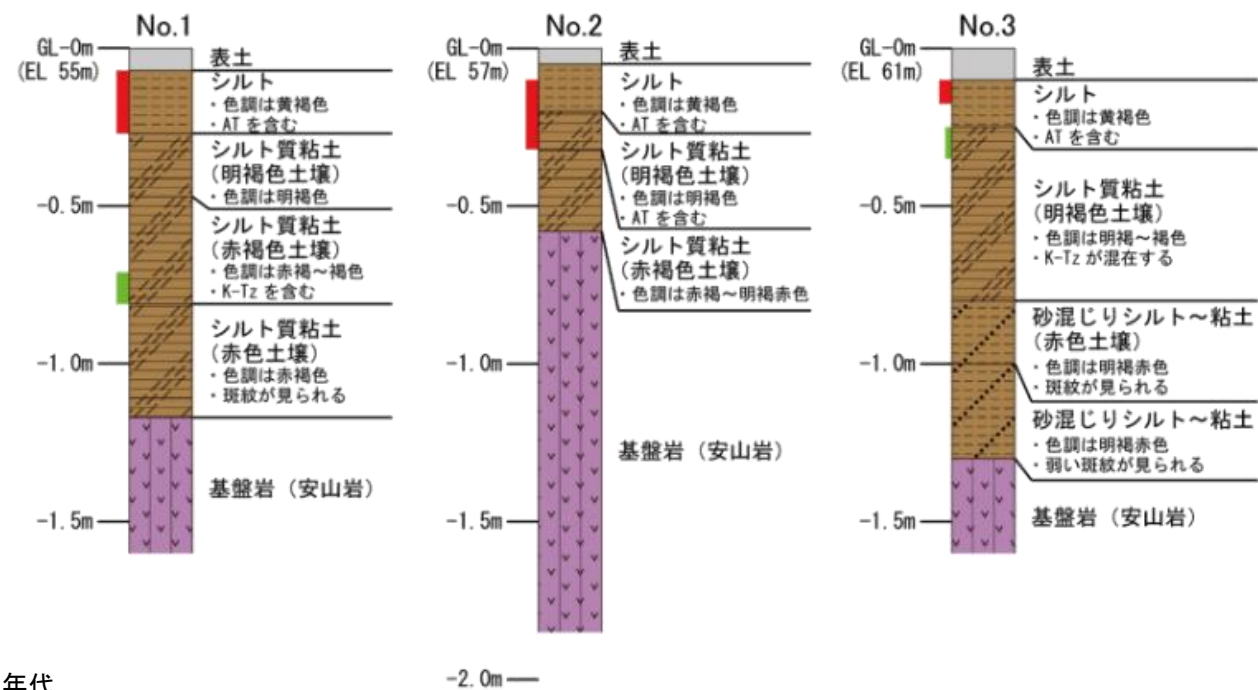 No.1
GL-0m
(EL 55m)
-0.5m
-1.0m
-1.5m
表土
シルト
・色調は黄褐色
・ATを含む
シルト質粘土
(明褐色土壌)
・色調は明褐色
シルト質粘土
(赤褐色土壌)
・色調は赤褐~褐色
・K-Tzを含む
シルト質粘土
(赤色土壌)
・色調は赤褐色
・斑紋が見られる
基盤岩(安山岩)
No.2
GL-0m
(EL 57m)
-0.5m
-1.0m
-1.5m
-2.0m
表土
シルト
・色調は黄褐色
・ATを含む
シルト質粘土
(明褐色土壌)
・色調は明褐色
・ATを含む
シルト質粘土
(赤褐色土壌)
・色調は赤褐~明褐赤色
基盤岩(安山岩)
No.3
GL-0m
(EL 61m)
-0.5m
-1.0m
-1.5m
表土
シルト
・色調は黄褐色
・ATを含む
シルト質粘土
(明褐色土壌)
・色調は明褐~褐色
・K-Tzが混在する
砂混じりシルト~粘土
(赤色土壌)
・色調は明褐赤色
・斑紋が見られる
砂混じりシルト~粘土
・色調は明褐赤色
・弱い斑紋が見られる
基盤岩(安山岩)
年代